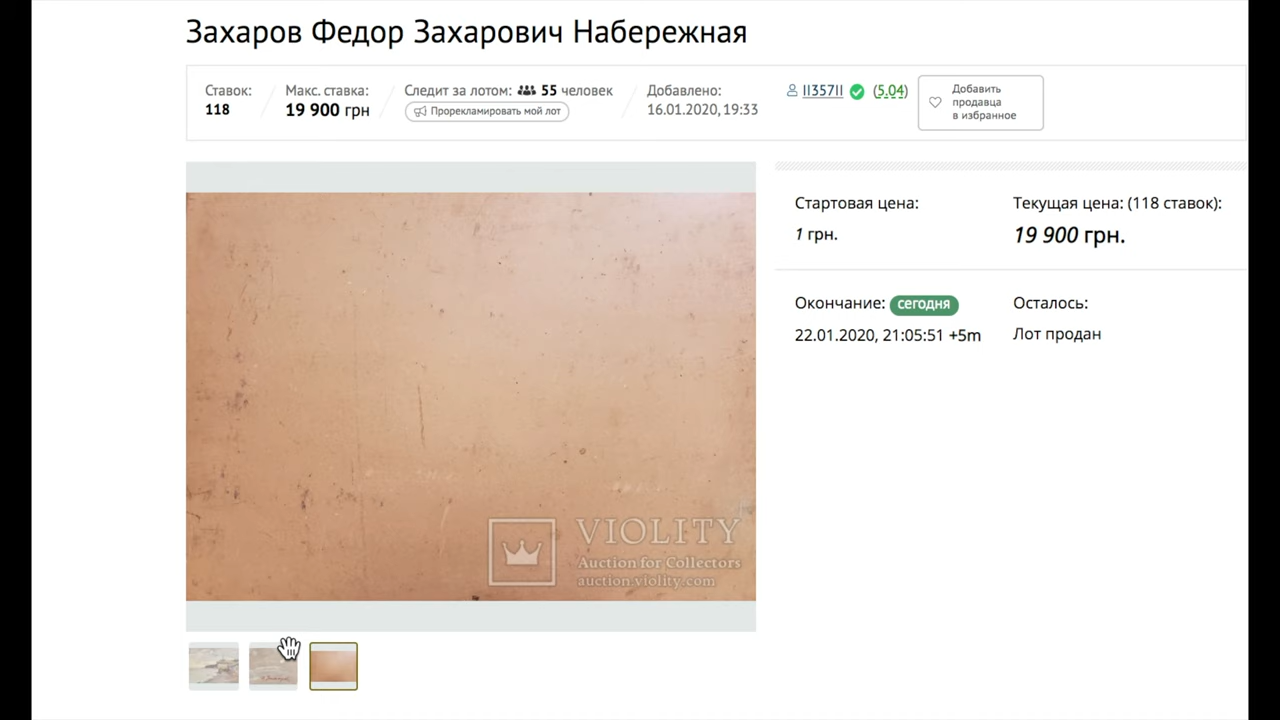 Захаров Федор Захарович Набережная
Ставок:
118
Макс. ставка:
19 900 грн
Следит за лотом: 55 человек
Прорекламировать мой лот
Добавлено:
16.01.2020, 19:33
II357II (5.04)
Добавить
продавца
в избранное
Стартовая цена:
1 грн.
Текущая цена: (118 ставок):
19 900 грн.
Окончание: сегодня
22.01.2020, 21:05:51 +5m
Осталось:
Лот продан
VIOLITY
Auction for Collectors
auction.violity.com